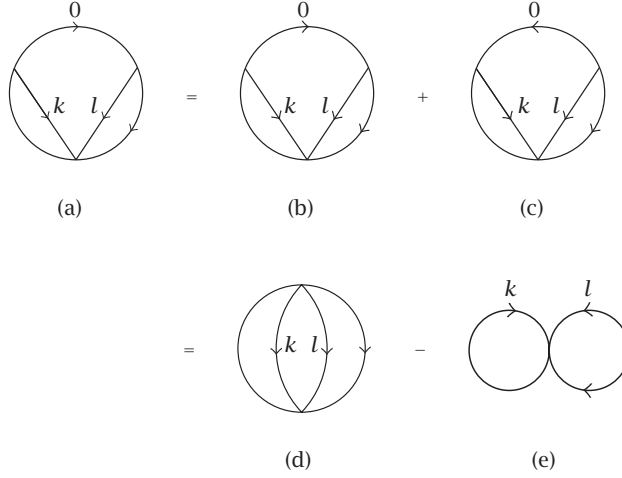 0 0 0
k l = k l + k l
(a) (b) (c)
k l
= k l −
(d) (e)